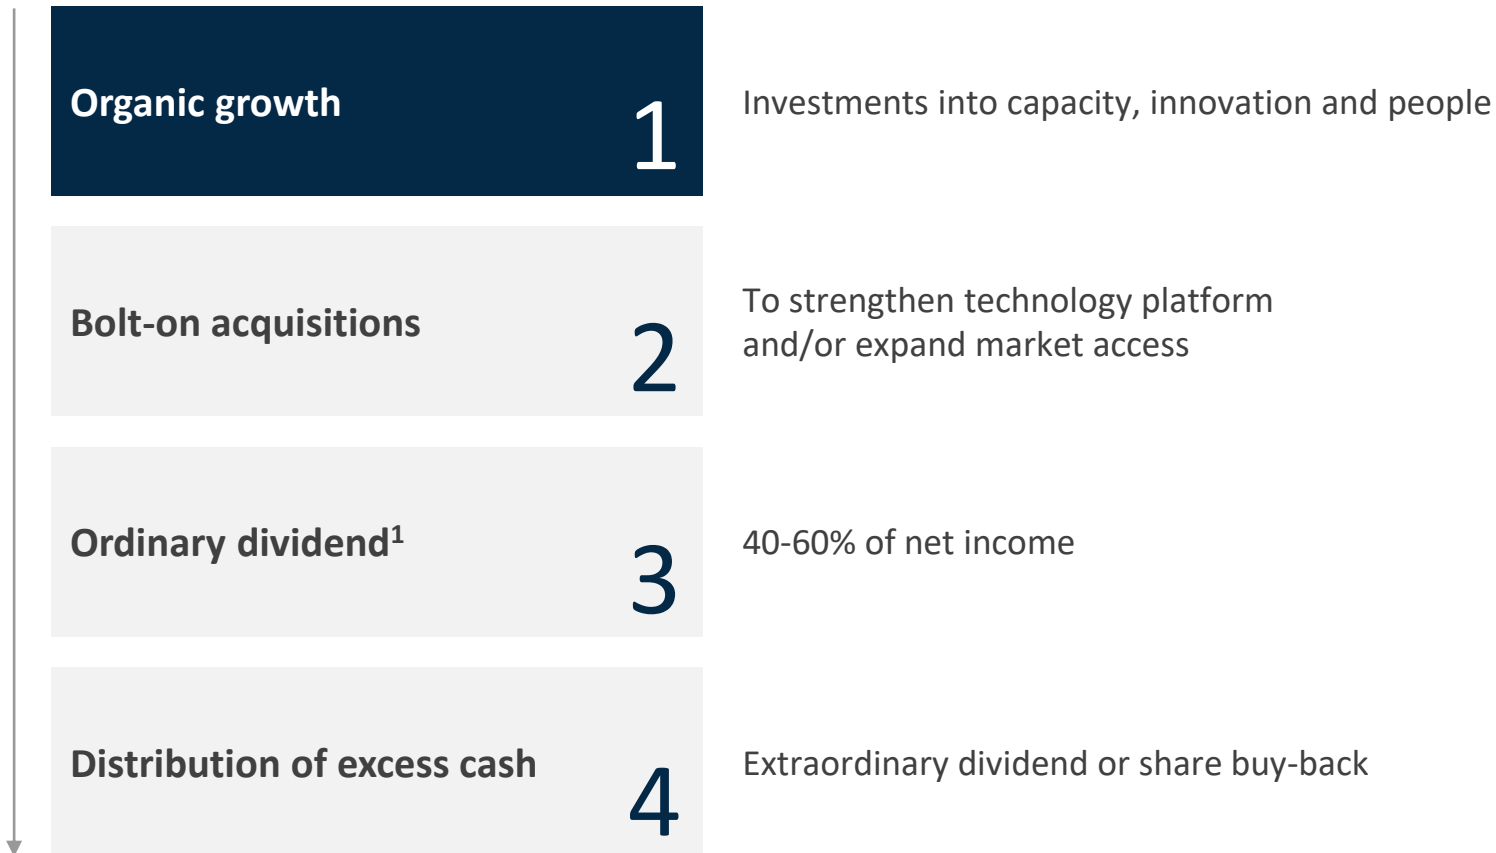 Organic growth
1
Investments into capacity, innovation and people
Bolt-on acquisitions
2
To strengthen technology platform
and/or expand market access
Ordinary dividend¹
3
40-60% of net income
Distribution of excess cash
4
Extraordinary dividend or share buy-back